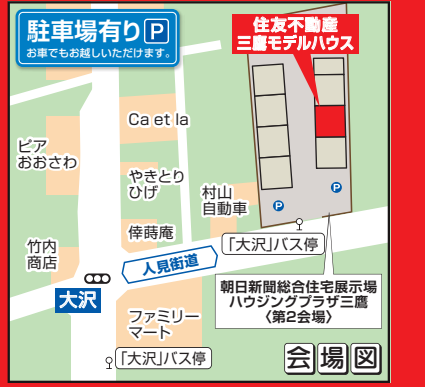 駐車場有り P
お車でもお越しいただけます。
住友不動産
三鷹モデルハウス
Ca et la
ピア
おおさわ
やきとり
ひげ
村山
自動車
P
P
倖蒔庵
竹内
商店
人見街道
「大沢」バス停
大沢
朝日新聞総合住宅展示場
ハウジングプラザ三鷹
〈第2会場〉
ファミリー
マート
「大沢」バス停
会場図